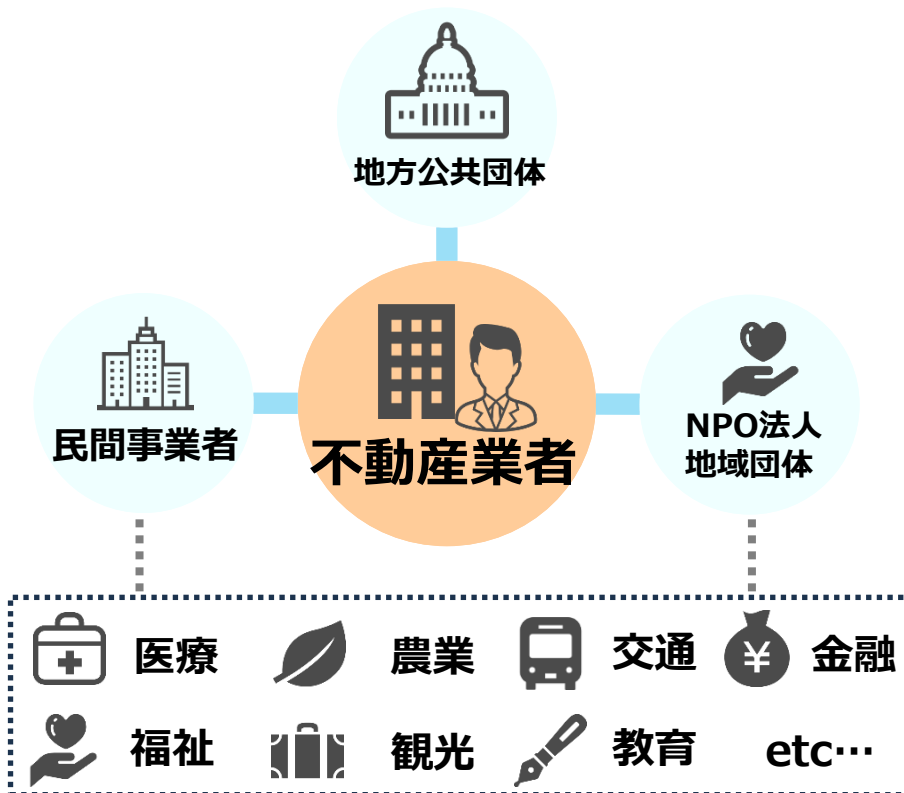 地方公共団体
民間事業者
不動産業者
NPO法人
地域団体
医療
農業
交通
¥
金融
福祉
観光
教育
etc…